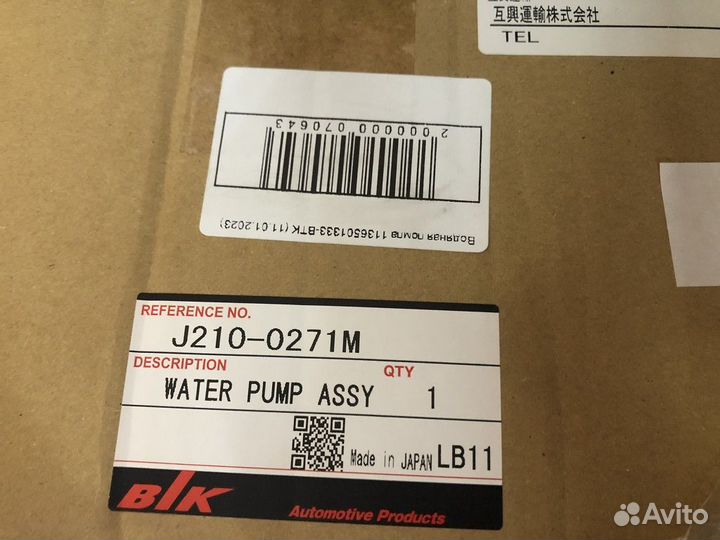 互興運輸株式会社
TEL
2 000000 070643
Водяная помпа 1136501333-BTK (11.01.2023)
REFERENCE NO.
J210-0271M
DESCRIPTION
QTY
WATER PUMP ASSY 1
Made in JAPAN LB11
BTK
Automotive Products
Avito